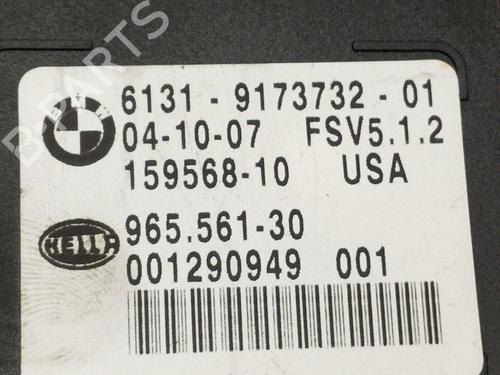 B-PARTS
BMW
6131 - 9173732 - 01
04-10-07 FSV5.1.2
159568-10 USA
HELLA
965.561-30
001290949 001